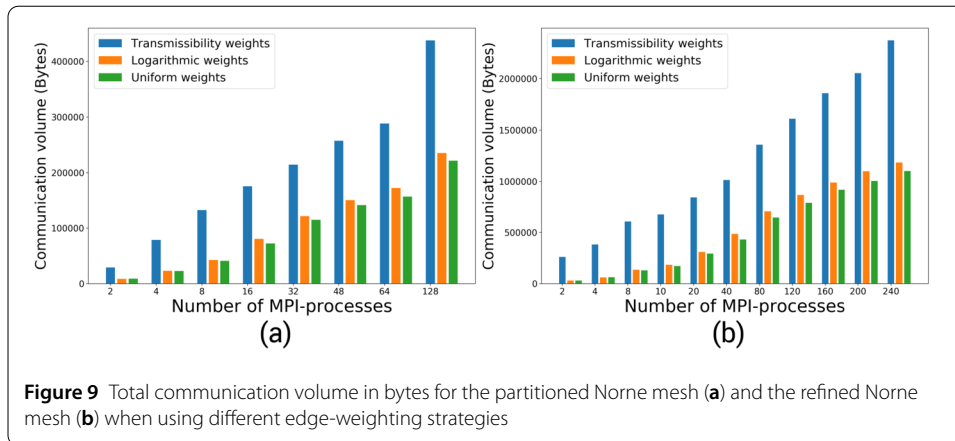 400000
300000
200000
100000
0
Communication volume (Bytes)
Transmissibility weights
Logarithmic weights
Uniform weights
2 4 8 16 32 48 64 128
Number of MPI-processes
(a)
2000000
1500000
1000000
500000
0
Communication volume (Bytes)
Transmissibility weights
Logarithmic weights
Uniform weights
2 4 8 10 20 40 80 120 160 200 240
Number of MPI-processes
(b)
Figure 9 Total communication volume in bytes for the partitioned Norne mesh (a) and the refined Norne
mesh (b) when using different edge-weighting strategies